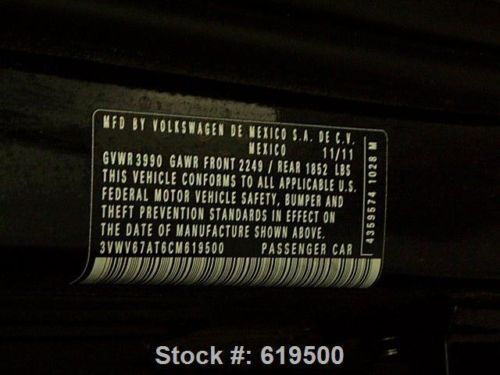 MFD BY VOLKSWAGEN DE MEXICO S.A. DE C.V.
MEXICO 11/11
GVWR 3990 GAWR FRONT 2249 / REAR 1852 LBS
THIS VEHICLE CONFORMS TO ALL APPLICABLE U.S.
FEDERAL MOTOR VEHICLE SAFETY, BUMPER AND
THEFT PREVENTION STANDARDS IN EFFECT ON
THE DATE OF MANUFACTURE SHOWN ABOVE.
3VWV67AT6CM619500 PASSENGER CAR
4359574 1028 M
Stock #: 619500